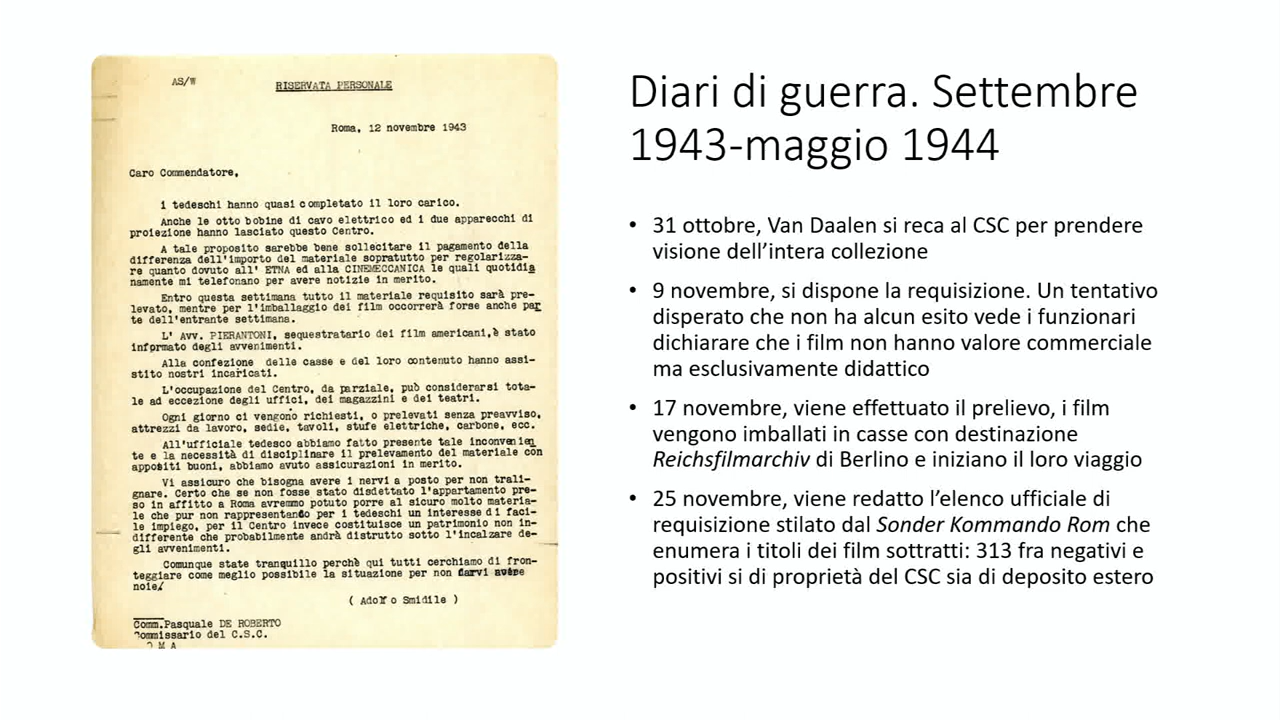 AS/W
RISERVATA PERSONALE
Roma, 12 novembre 1943
Caro Commendatore,
i tedeschi hanno quasi completato il loro carico.
Anche le otto bobine di cavo elettrico ed i due apparecchi di
proiezione hanno lasciato questo Centro.
A tale proposito sarebbe bene sollecitare il pagamento della
differenza dell'importo del materiale sopratutto per regolarizza-
re quanto dovuto all' ETNA ed alla CINEMECCANICA le quali quotidia
namente mi telefonano per avere notizie in merito.
Entro questa settimana tutto il materiale requisito sarà pre-
levato, mentre per l'imballaggio dei film occorrerà forse anche par
te dell'entrante settimana.
L' Avv. PIERANTONI, sequestratario dei film americani,è stato
informato degli avvenimenti.
Alla confezione delle casse e del loro contenuto hanno assi-
stito nostri incaricati.
L'occupazione del Centro, da parziale, può considerarsi tota-
le ad eccezione degli uffici, dei magazzini e dei teatri.
Ogni giorno ci vengono richiesti, o prelevati senza preavviso,
attrezzi da lavoro, sedie, tavoli, stufe elettriche, carbone, ecc.
All'ufficiale tedesco abbiamo fatto presente tale inconvenien
te e la necessità di disciplinare il prelevamento del materiale con
appositi buoni, abbiamo avuto assicurazioni in merito.
Vi assicuro che bisogna avere i nervi a posto per non trali-
gnare. Certo che se non fosse stato disdettato l'appartamento pre-
so in affitto a Roma avremmo potuto porre al sicuro molto materia-
le che pur non rappresentando per i tedeschi un interesse di faci-
le impiego, per il Centro invece costituisce un patrimonio non in-
differente che probabilmente andrà distrutto sotto l'incalzare de-
gli avvenimenti.
Comunque state tranquillo perchè qui tutti cerchiamo di fron-
teggiare come meglio possibile la situazione per non darvi
noie/
( Adolfo Smidile )
Comm.Pasquale DE ROBERTO
Commissario del C.S.C.
O M A
Diari di guerra. Settembre
1943-maggio 1944
• 31 ottobre, Van Daalen si reca al CSC per prendere
visione dell'intera collezione
• 9 novembre, si dispone la requisizione. Un tentativo
disperato che non ha alcun esito vede i funzionari
dichiarare che i film non hanno valore commerciale
ma esclusivamente didattico
• 17 novembre, viene effettuato il prelievo, i film
vengono imballati in casse con destinazione
Reichsfilmarchiv di Berlino e iniziano il loro viaggio
• 25 novembre, viene redatto l'elenco ufficiale di
requisizione stilato dal Sonder Kommando Rom che
enumera i titoli dei film sottratti: 313 fra negativi e
positivi si di proprietà del CSC sia di deposito estero